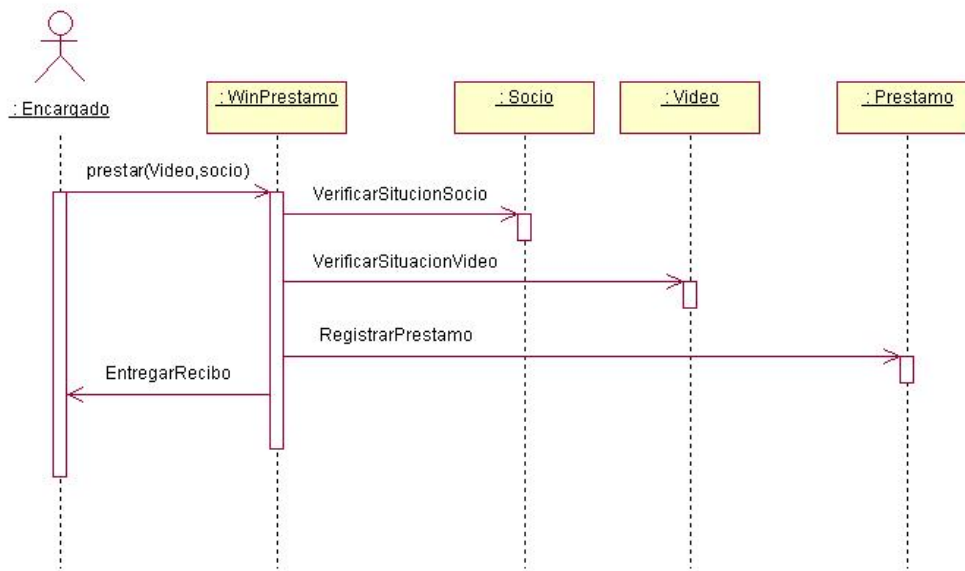 : Encargado
: WinPrestamo
: Socio
: Video
: Prestamo
prestar(Video,socio)
VerificarSitucionSocio
VerificarSituacionVideo
RegistrarPrestamo
EntregarRecibo